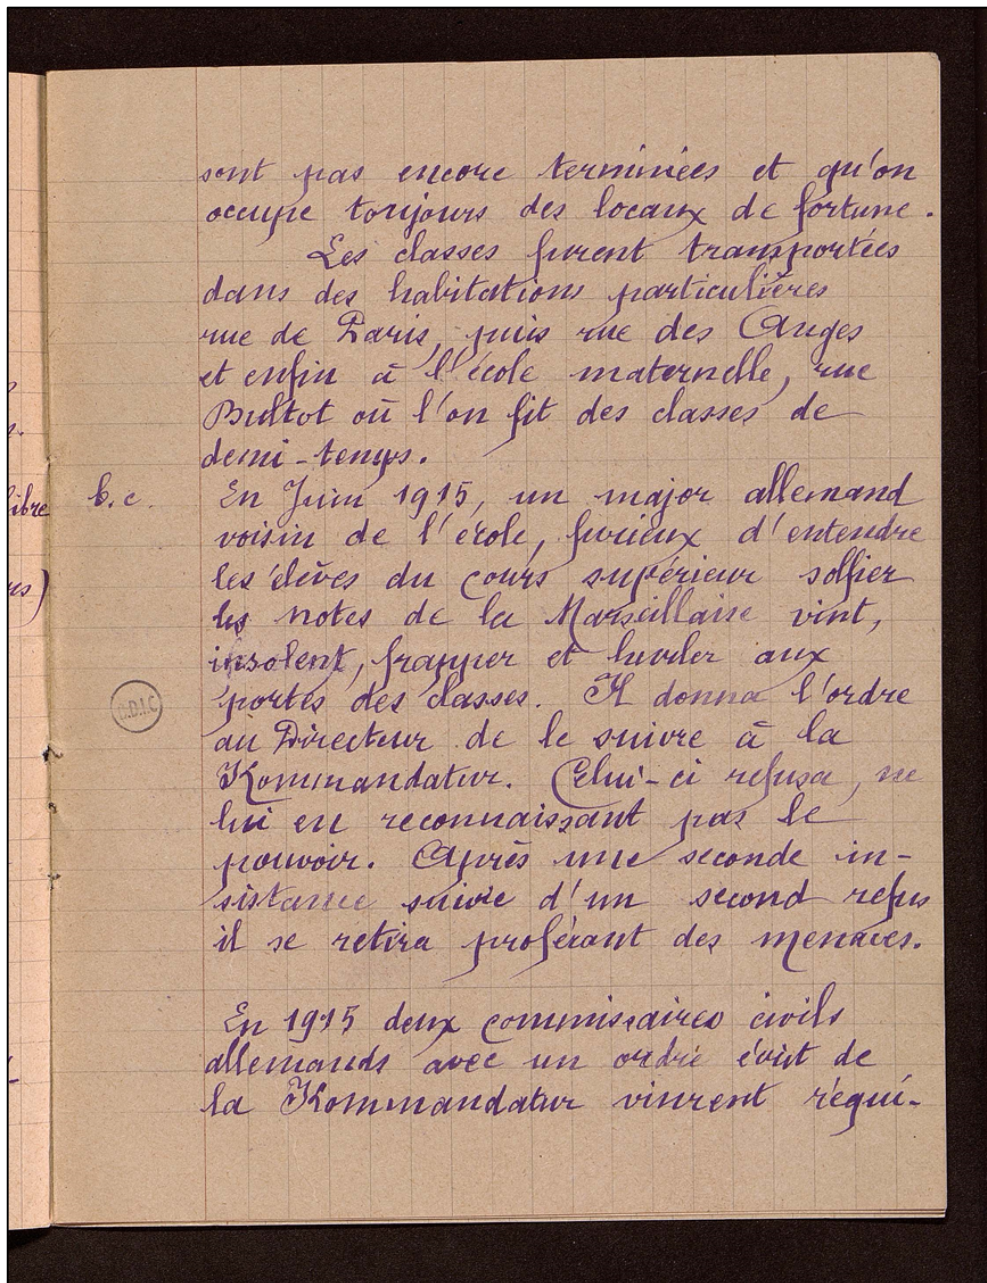 sont pas encore terminées et qu'on
occupe toujours des locaux de fortune.
Les classes furent transportées
dans des habitations particulières
rue de Paris, puis rue des Anges
et enfin à l'école maternelle, rue
Bultot où l'on fit des classes de
demi-temps.
b.c. En Juin 1915, un major allemand
voisin de l'école, furieux d'entendre
les élèves du cours supérieur solfier
les notes de la Marseillaise vint,
insolent, frapper et hurler aux
portes des classes. Il donna l'ordre
au Directeur de le suivre à la
Kommandatur. Celui-ci refusa, ne
lui en reconnaissant pas le
pouvoir. Après une seconde in-
sistance suivie d'un second refus
il se retira proférant des menaces.
En 1915 deux commissaires civils
allemands avec un ordre écrit de
la Kommandatur vinrent réqui-
ibre
rs)
B.D.I.C